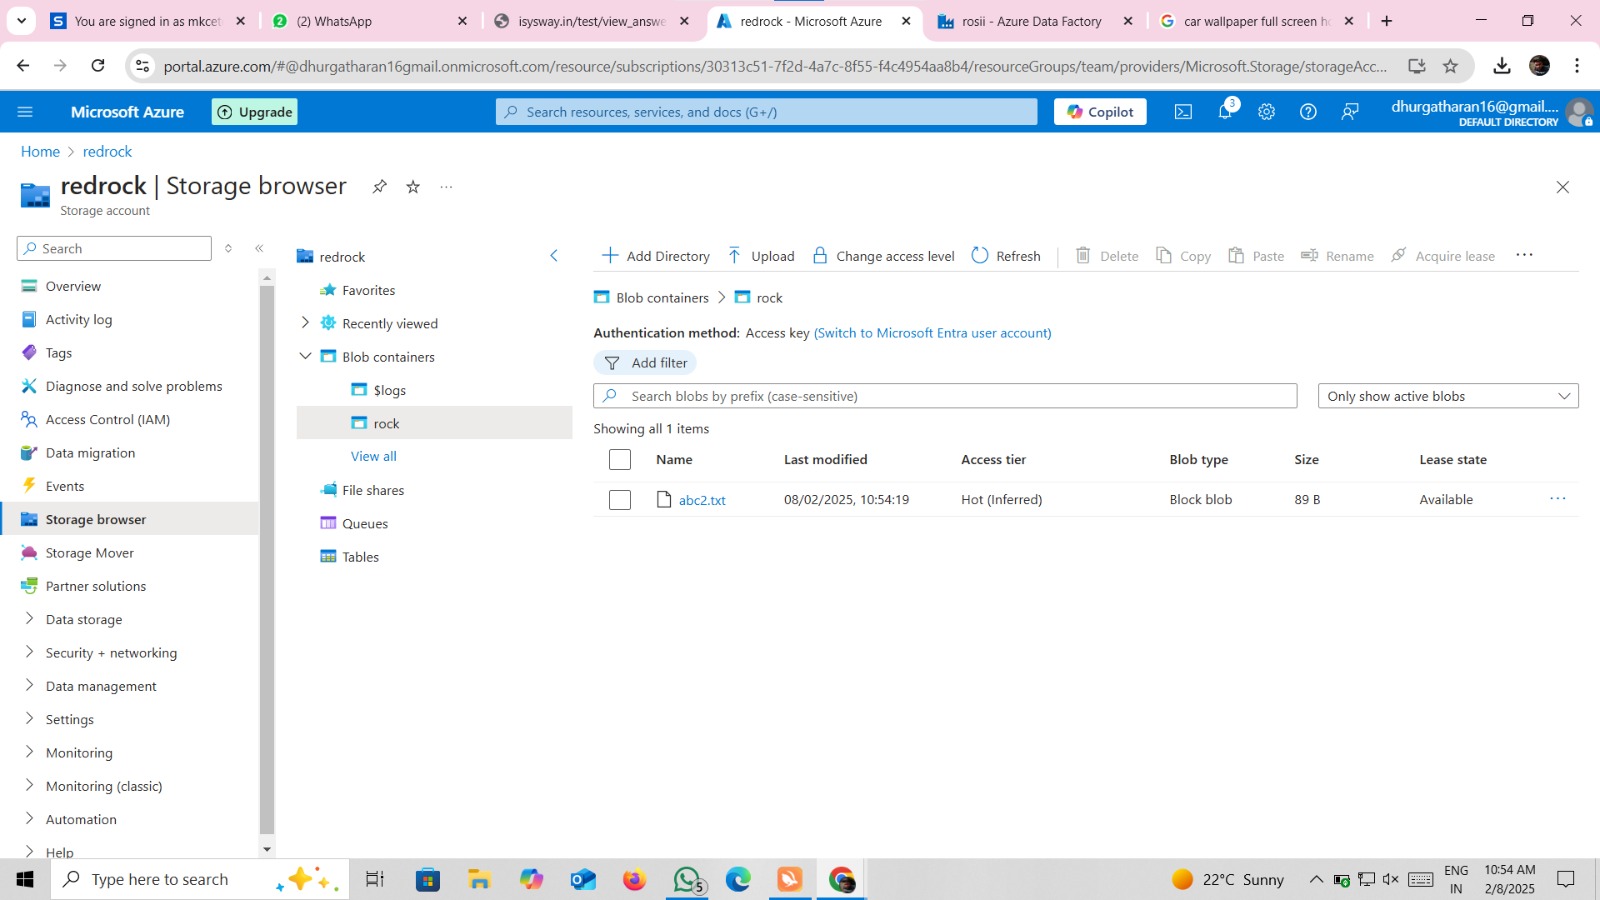 You are signed in as mkcet
(2) WhatsApp
isysway.in/test/view_answe
redrock - Microsoft Azure
rosii - Azure Data Factory
car wallpaper full screen h
portal.azure.com/#@dhurgatharan16gmail.onmicrosoft.com/resource/subscriptions/30313c51-7f2d-4a7c-8f55-f4c4954aa8b4/resourceGroups/team/providers/Microsoft.Storage/storageAcc...
Microsoft Azure
Upgrade
Search resources, services, and docs (G+/)
Copilot
3
dhurgatharan16@gmail....
DEFAULT DIRECTORY
Home > redrock
redrock | Storage browser
Storage account
Search
Overview
Activity log
Tags
Diagnose and solve problems
Access Control (IAM)
Data migration
Events
Storage browser
Storage Mover
Partner solutions
Data storage
Security + networking
Data management
Settings
Monitoring
Monitoring (classic)
Automation
Help
redrock
Favorites
Recently viewed
Blob containers
$logs
rock
View all
File shares
Queues
Tables
Add Directory
Upload
Change access level
Refresh
Delete
Copy
Paste
Rename
Acquire lease
Blob containers > rock
Authentication method: Access key (Switch to Microsoft Entra user account)
Add filter
Search blobs by prefix (case-sensitive)
Only show active blobs
Showing all 1 items
Name Last modified Access tier Blob type Size Lease state
abc2.txt 08/02/2025, 10:54:19 Hot (Inferred) Block blob 89 B Available
Type here to search
5
22°C Sunny
ENG
IN
10:54 AM
2/8/2025